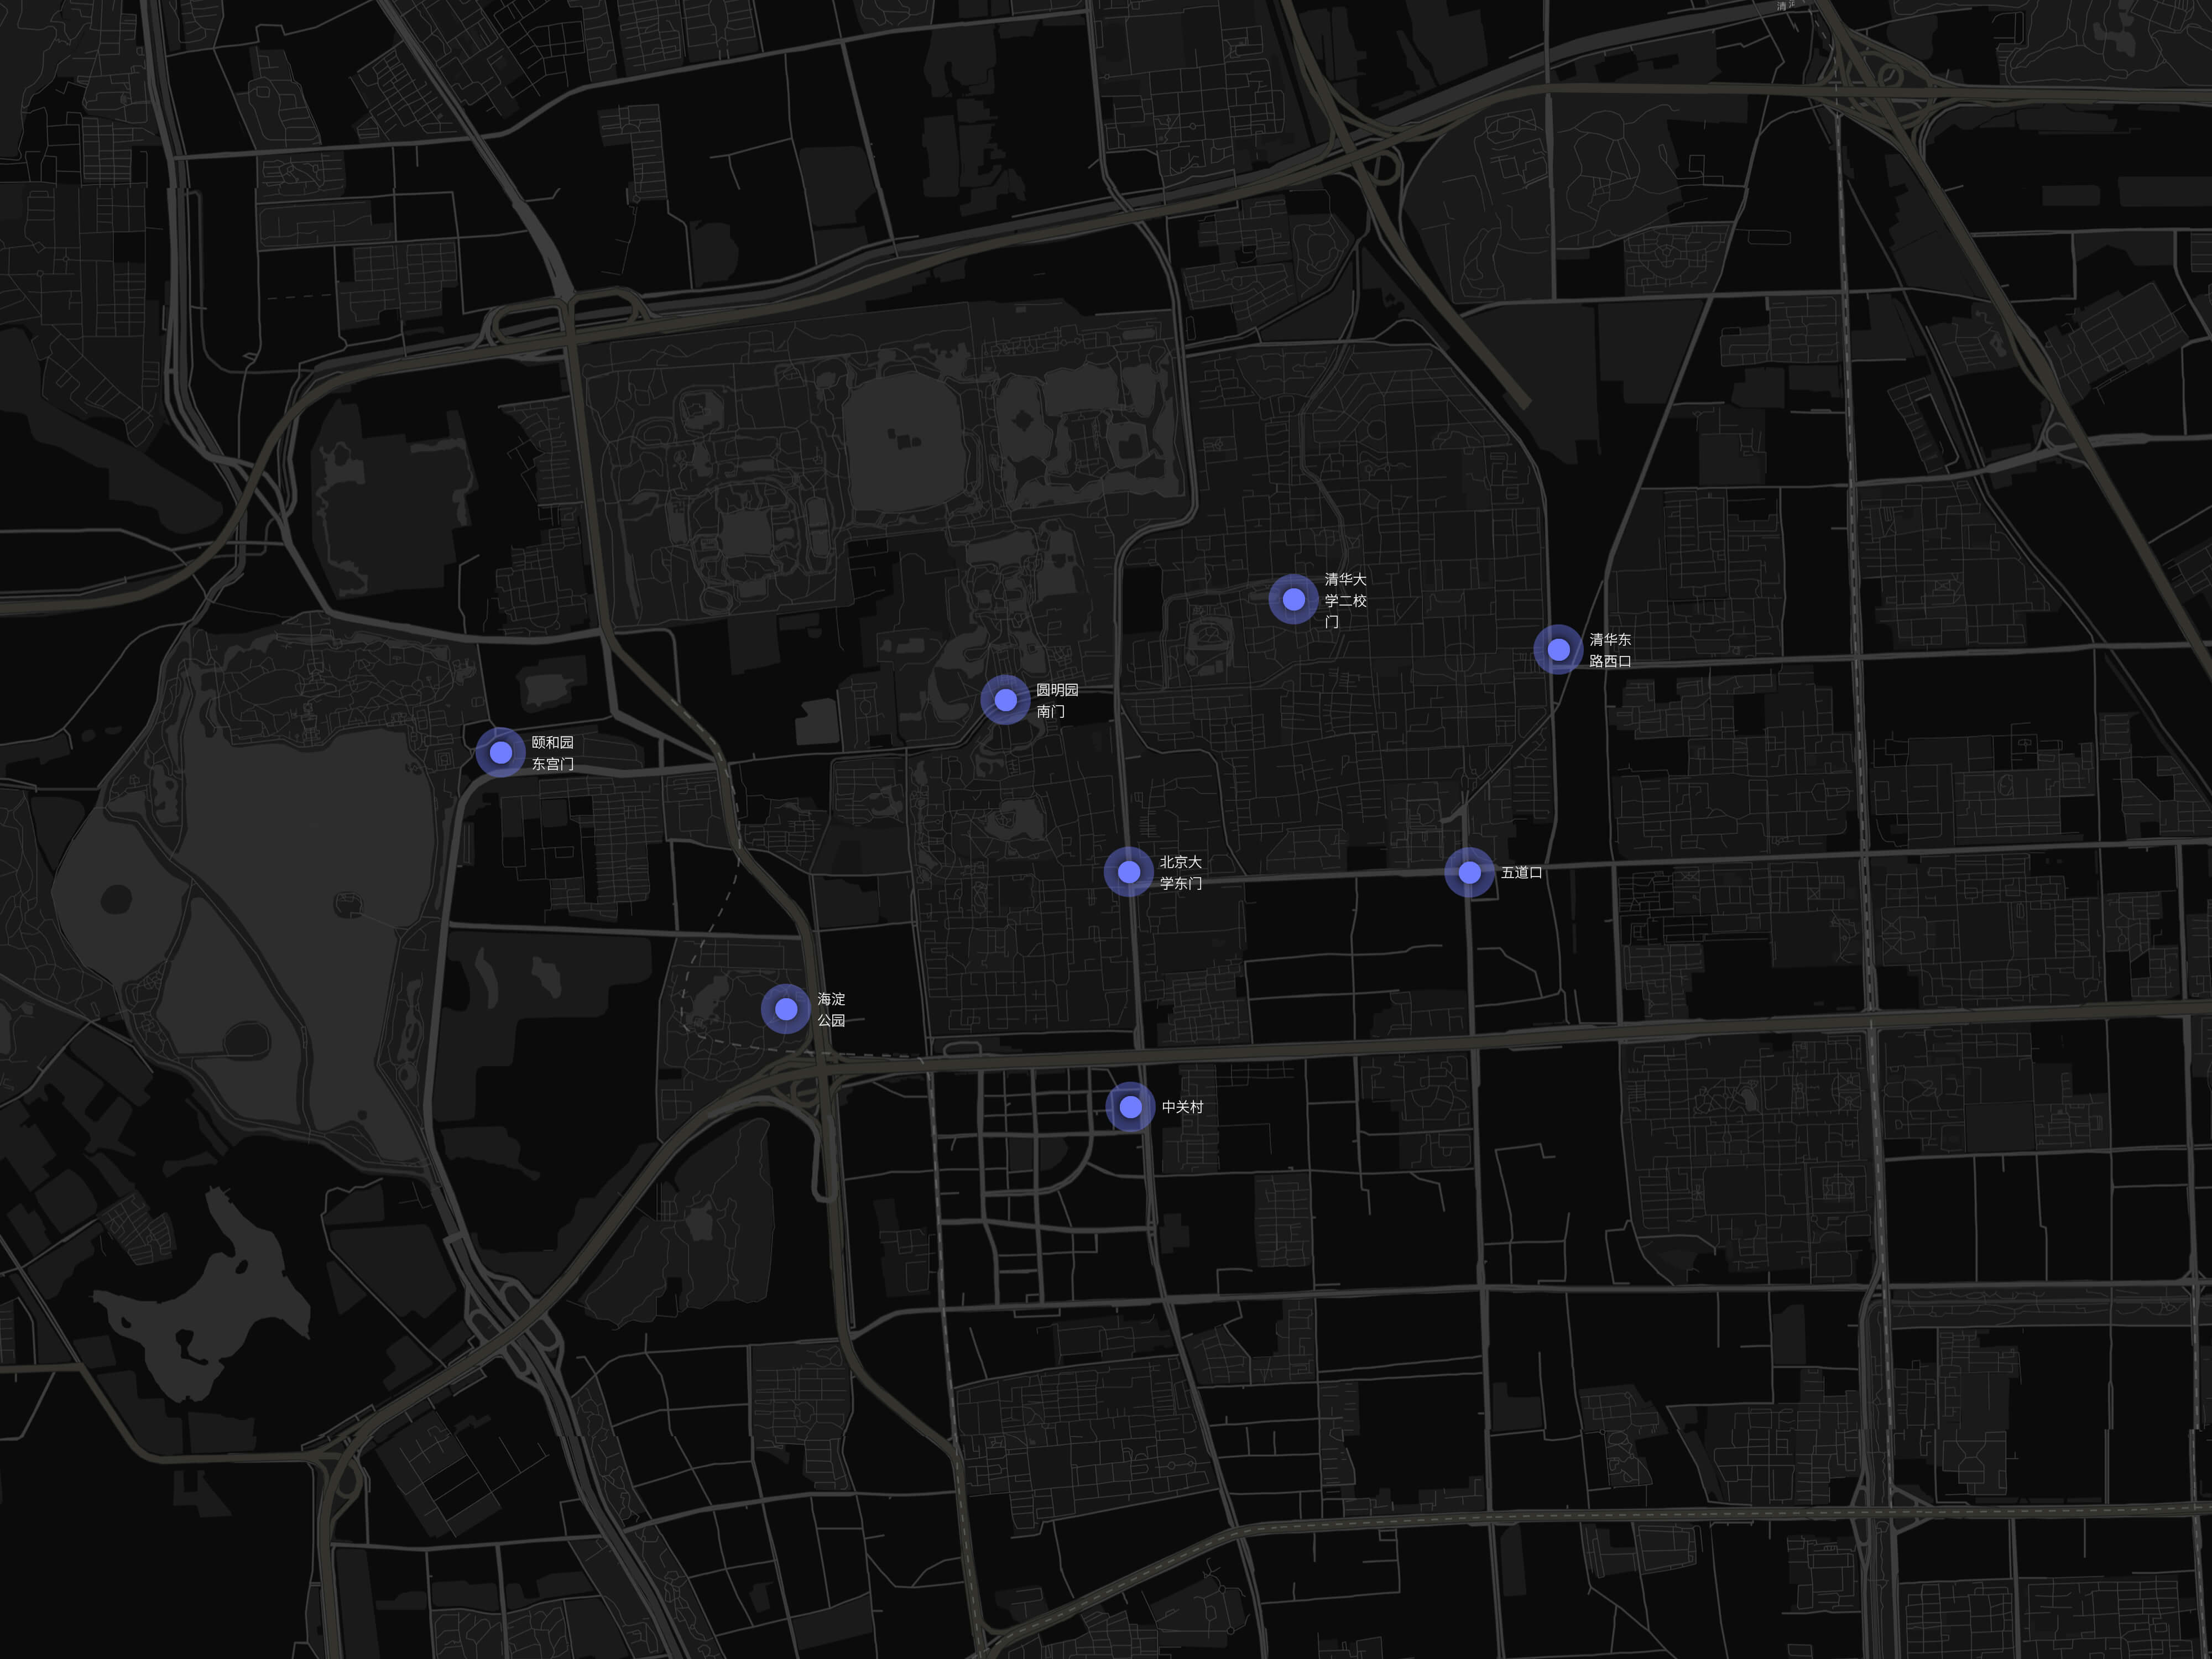 清华大
学二校
门
清华东
路西口
圆明园
南门
颐和园
东宫门
北京大
学东门
五道口
海淀
公园
中关村